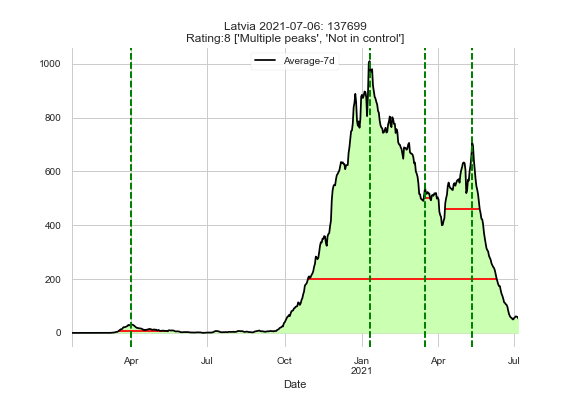 Latvia 2021-07-06: 137699
Rating:8 ['Multiple peaks', 'Not in control']
Average-7d
1000
800
600
400
200
0
Apr
Jul
Oct
Jan
2021
Apr
Jul
Date